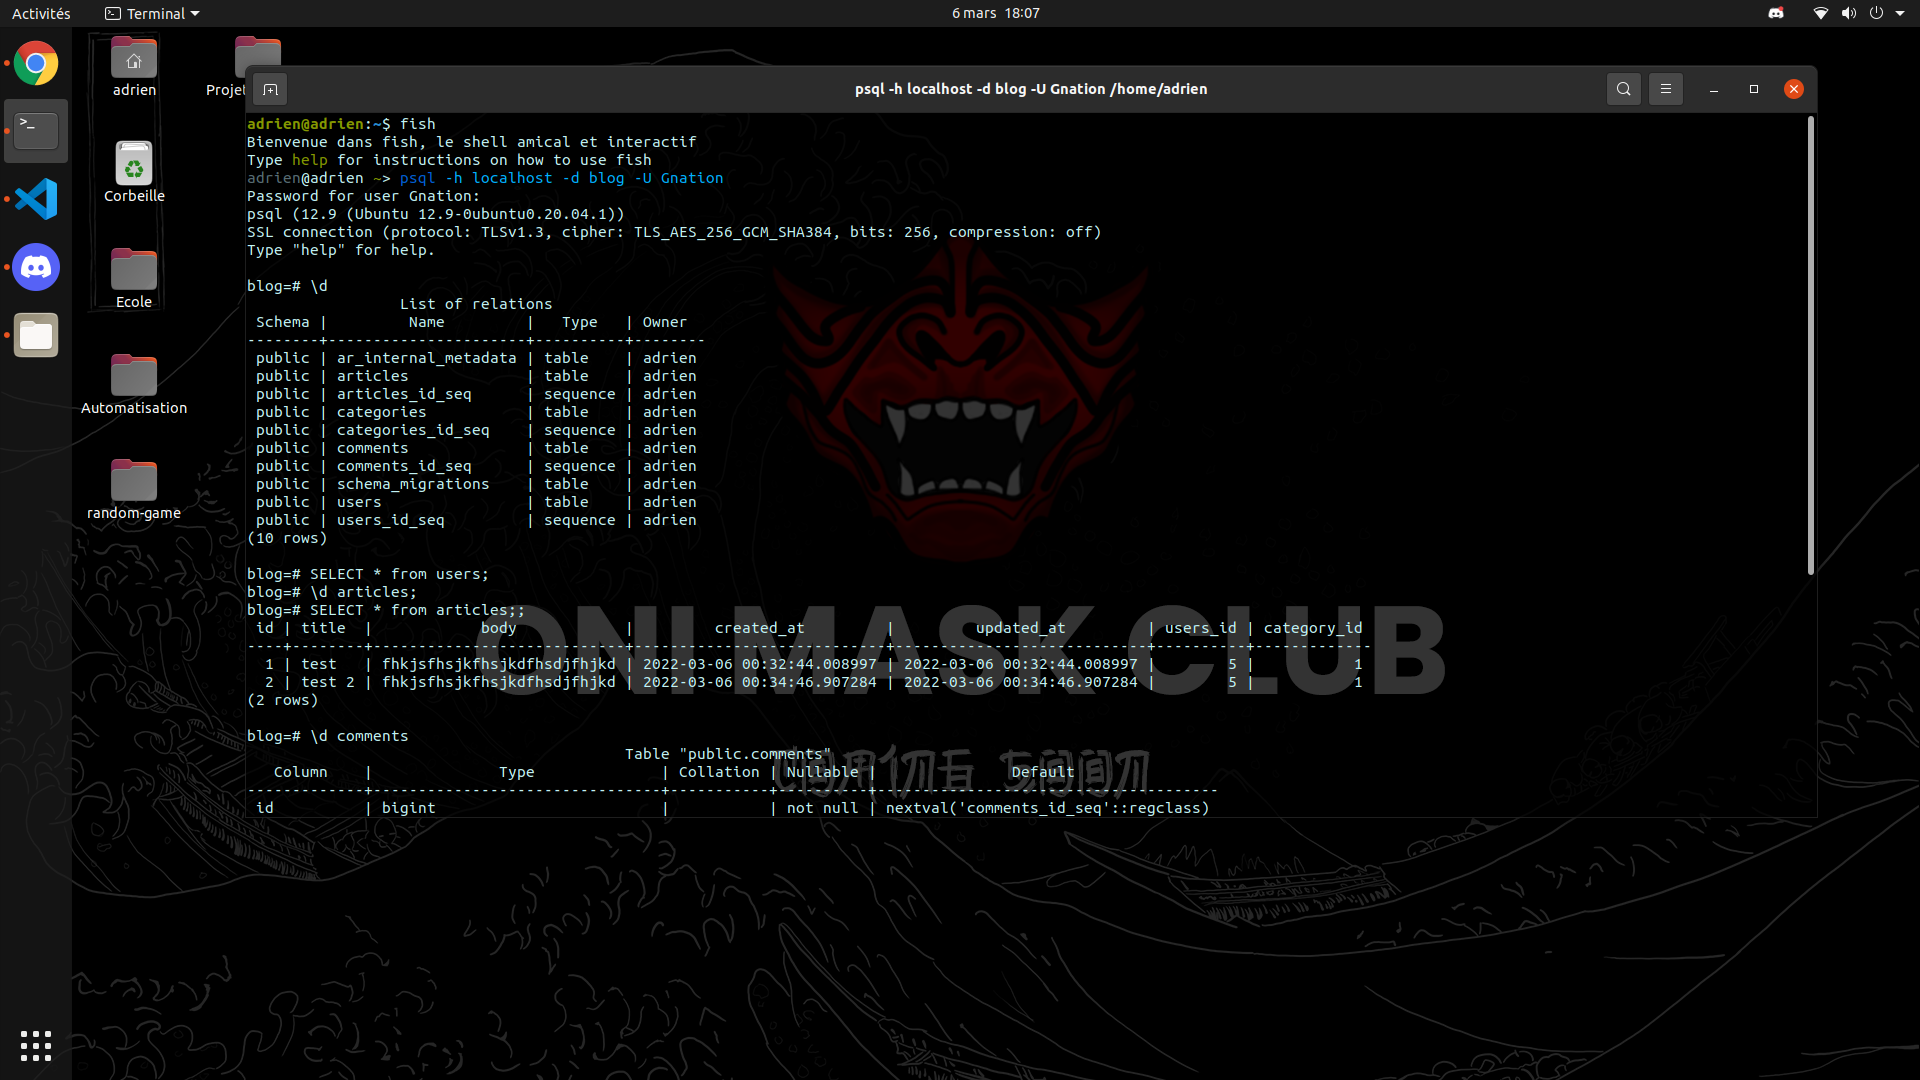 Activités
Terminal
6 mars 18:07
adrien
Projet
Corbeille
Ecole
Automatisation
random-game
psql -h localhost -d blog -U Gnation /home/adrien
adrien@adrien:~$ fish
Bienvenue dans fish, le shell amical et interactif
Type help for instructions on how to use fish
adrien@adrien ~> psql -h localhost -d blog -U Gnation
Password for user Gnation:
psql (12.9 (Ubuntu 12.9-0ubuntu0.20.04.1))
SSL connection (protocol: TLSv1.3, cipher: TLS_AES_256_GCM_SHA384, bits: 256, compression: off)
Type "help" for help.
blog=# \d
List of relations
Schema | Name | Type | Owner
--------+----------------------+----------+--------
public | ar_internal_metadata | table | adrien
public | articles | table | adrien
public | articles_id_seq | sequence | adrien
public | categories | table | adrien
public | categories_id_seq | sequence | adrien
public | comments | table | adrien
public | comments_id_seq | sequence | adrien
public | schema_migrations | table | adrien
public | users | table | adrien
public | users_id_seq | sequence | adrien
(10 rows)
blog=# SELECT * from users;
blog=# \d articles;
blog=# SELECT * from articles;;
id | title | body | created_at | updated_at | users_id | category_id
----+--------+----------------------------+----------------------------+----------------------------+----------+-------------
1 | test | fhkjsfhsjkfhsjkdfhsdjfhjkd | 2022-03-06 00:32:44.008997 | 2022-03-06 00:32:44.008997 | 5 | 1
2 | test 2 | fhkjsfhsjkfhsjkdfhsdjfhjkd | 2022-03-06 00:34:46.907284 | 2022-03-06 00:34:46.907284 | 5 | 1
(2 rows)
ONI MASK CLUB
blog=# \d comments
Table "public.comments"
Column | Type | Collation | Nullable | Default
-------------+--------------------------------+-----------+----------+--------------------------------------
id | bigint | | not null | nextval('comments_id_seq'::regclass)